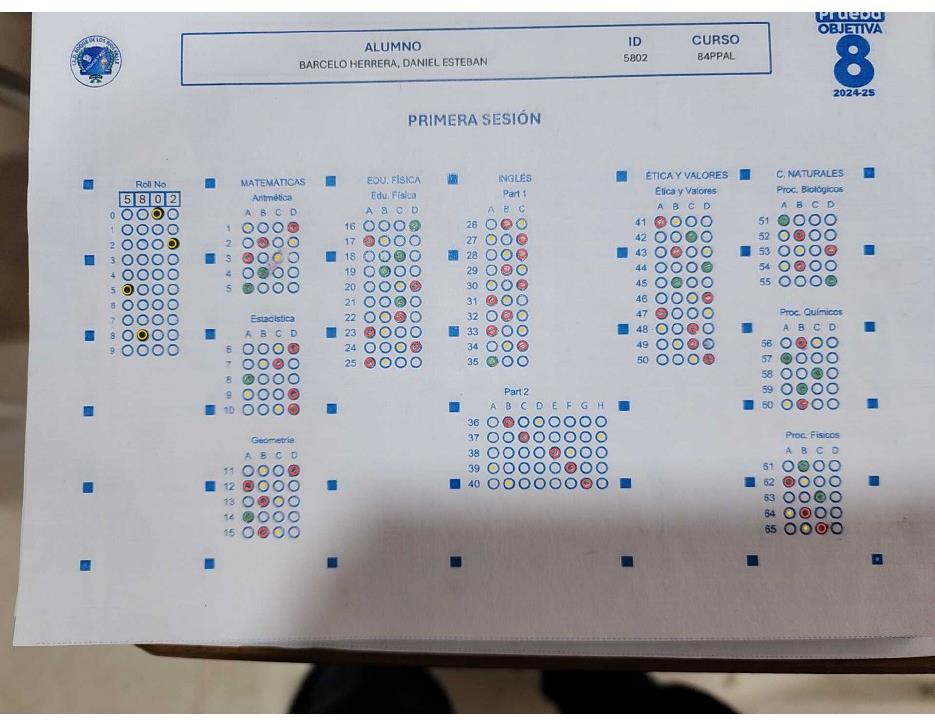 Prueba
OBJETIVA
8
2024-25
ALUMNO ID CURSO
BARCELO HERRERA, DANIEL ESTEBAN 5802 84PPAL
PRIMERA SESIÓN
Roll No
5 8 0 2
0
1
2
3
4
5
6
7
8
9
MATEMÁTICAS
Aritmética
A B C D
1
2
3
4
5
Estadística
A B C D
6
7
8
9
10
Geometría
A B C D
11
12
13
14
15
EDU. FÍSICA
Edu. Física
A B C D
16
17
18
19
20
21
22
23
24
25
INGLÉS
Part 1
A B C
26
27
28
29
30
31
32
33
34
35
Part 2
A B C D E F G H
36
37
38
39
40
ÉTICA Y VALORES
Ética y Valores
A B C D
41
42
43
44
45
46
47
48
49
50
C. NATURALES
Proc. Biológicos
A B C D
51
52
53
54
55
Proc. Químicos
A B C D
56
57
58
59
60
Proc. Físicos
A B C D
61
62
63
64
65